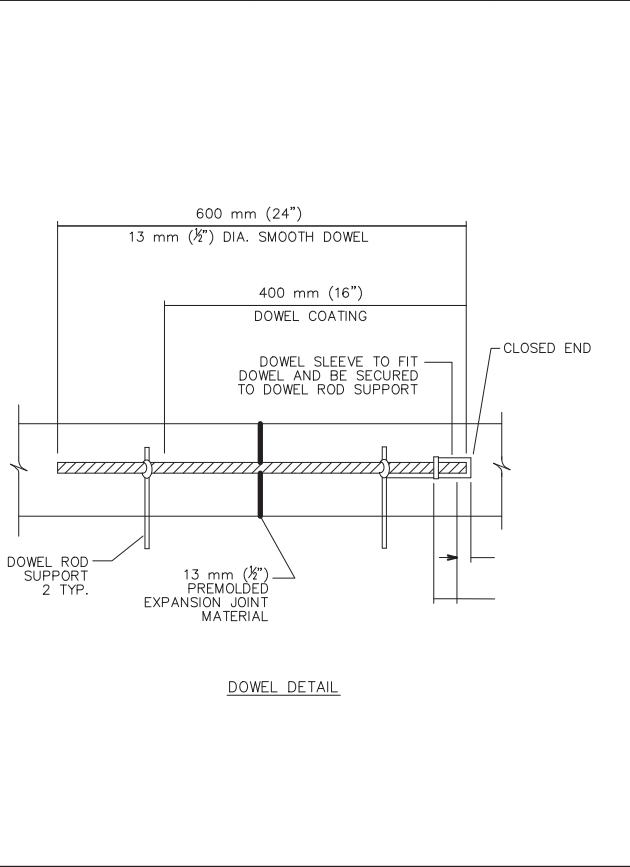 600 mm (24")
13 mm (½") DIA. SMOOTH DOWEL
400 mm (16")
DOWEL COATING
CLOSED END
DOWEL SLEEVE TO FIT
DOWEL AND BE SECURED
TO DOWEL ROD SUPPORT
DOWEL ROD
SUPPORT
2 TYP.
13 mm (½")
PREMOLDED
EXPANSION JOINT
MATERIAL
DOWEL DETAIL